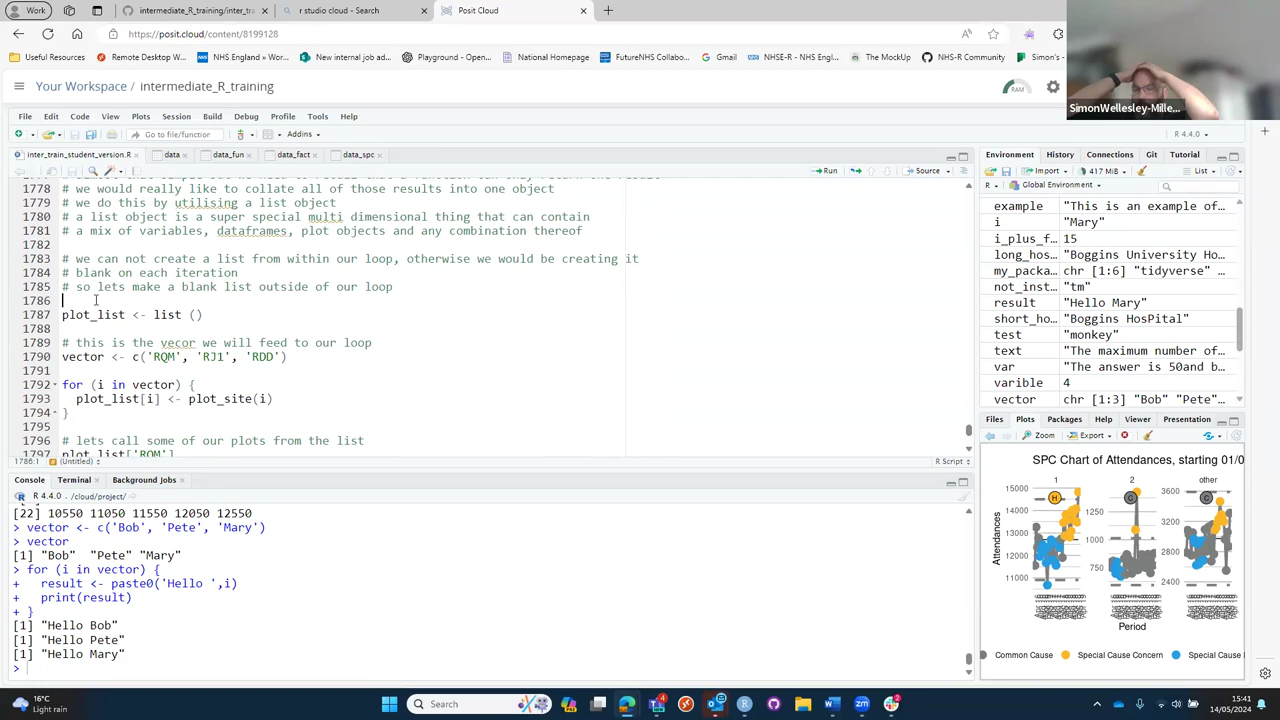 Work
intermediate_R_training/inter_tra
r studio cloud - Search
Posit Cloud
https://posit.cloud/content/8199128
Useful Resources
Remote Desktop Web...
NHS England » Wor...
New internal job ad...
Playground - Open...
National Homepage
FutureNHS Collabo...
Gmail
NHSE-R - NHS Engl...
The MockUp
NHS-R Community
Simon's -
SimonWellesley-Mille...
Your Workspace / intermediate_R_training
RAM
File Edit Code View Plots Session Build Debug Profile Tools Help
Go to file/function
Addins
R 4.4.0
inter_train_student_version.R
data
data_fun
data_fact
data_spc
Run
Source
1778 # we would really like to collate all of those results into one object
1779 # we do this by utilising a list object
1780 # a list object is a super special multi dimensional thing that can contain
1781 # a mix of variables, dataframes, plot objects and any combination thereof
1782
1783 # we can not create a list from within our loop, otherwise we would be creating it
1784 # blank on each iteration
1785 # so lets make a blank list outside of our loop
1786
1787 plot_list <- list ()
1788
1789 # this is the vecor we will feed to our loop
1790 vector <- c('RQM', 'RJ1', 'RDD')
1791
1792 for (i in vector) {
1793 plot_list[i] <- plot_site(i)
1794 }
1795
1796 # lets call some of our plots from the list
1797 plot_list['RQM']
1786:1 (Untitled) R Script
Console Terminal Background Jobs
R 4.4.0 · /cloud/project/
[22] 10550 11050 11550 12050 12550
> vector <- c('Bob', 'Pete', 'Mary')
> vector
[1] "Bob" "Pete" "Mary"
> for (i in vector) {
+ result <- paste0('Hello ',i)
+ print(result)
+ }
[1] "Hello Bob"
[1] "Hello Pete"
[1] "Hello Mary"
>
Environment History Connections Git Tutorial
Import 417 MiB List
R Global Environment
example "This is an example of...
i "Mary"
i_plus_f... 15
long_hos... "Boggins University Ho...
my_packa... chr [1:6] "tidyverse" ...
not_inst... "tm"
result "Hello Mary"
short_ho... "Boggins HosPital"
test "monkey"
text "The maximum number of...
var "The answer is 50and b...
varible 4
vector chr [1:3] "Bob" "Pete"...
Files Plots Packages Help Viewer Presentation
Zoom Export
SPC Chart of Attendances, starting 01/0
1 2 other
15000
14000
13000
12000
11000
1250
1000
750
3600
3200
2800
2400
H C C
Attendances
Period
Common Cause Special Cause Concern Special Cause I
16°C
Light rain
Search
4
2
15:41
14/05/2024